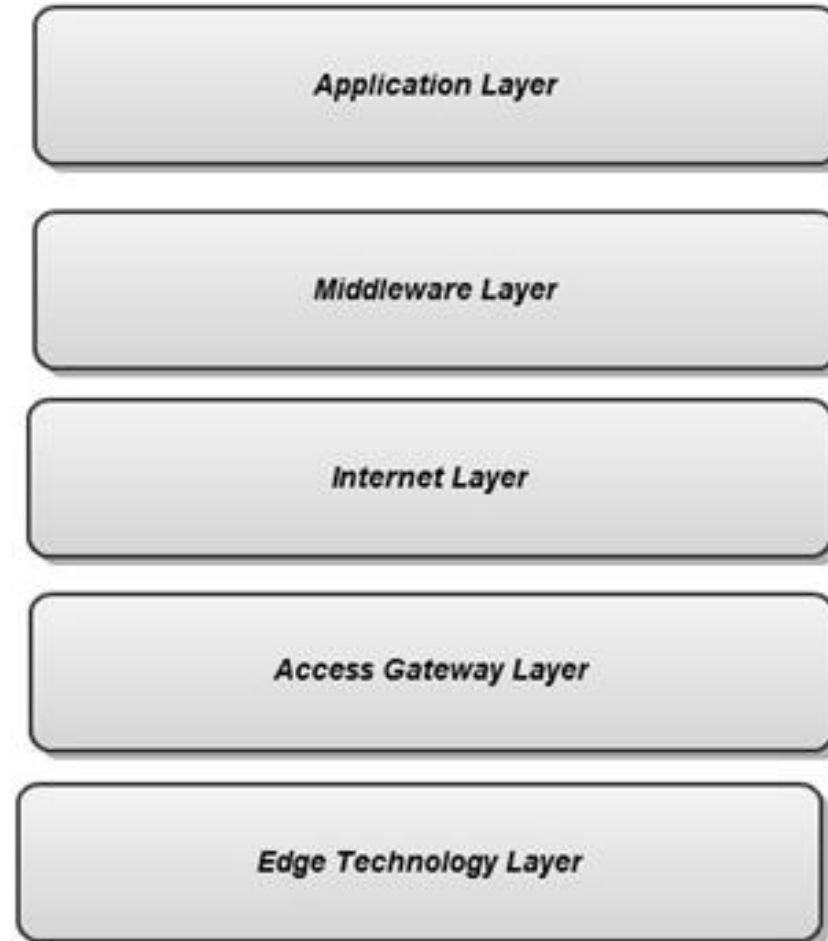 Application Layer
Middleware Layer
Internet Layer
Access Gateway Layer
Edge Technology Layer